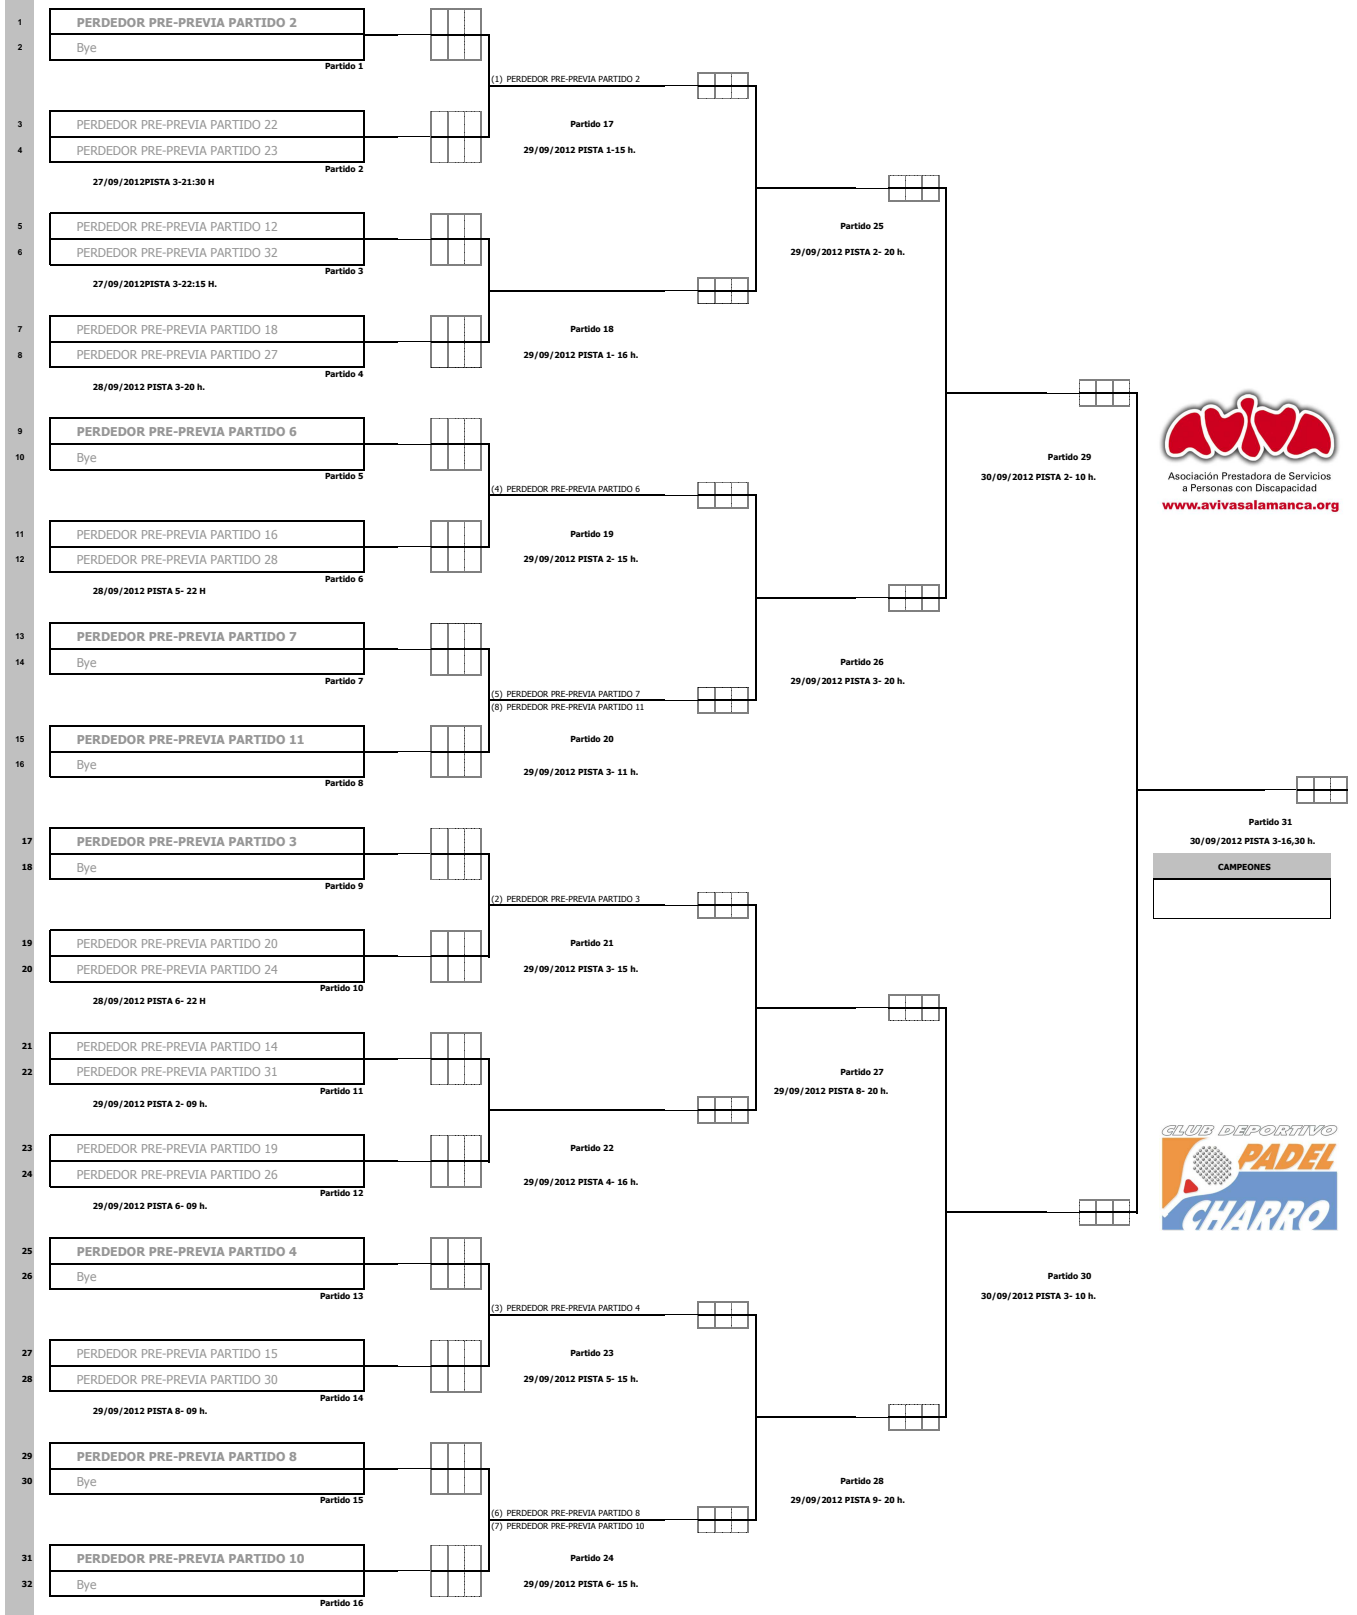 1 PERDEDOR PRE-PREVIA PARTIDO 2
2 Bye
Partido 1
(1) PERDEDOR PRE-PREVIA PARTIDO 2
3 PERDEDOR PRE-PREVIA PARTIDO 22
Partido 17
4 PERDEDOR PRE-PREVIA PARTIDO 23
29/09/2012 PISTA 1-15 h.
Partido 2
27/09/2012PISTA 3-21:30 H
5 PERDEDOR PRE-PREVIA PARTIDO 12
Partido 25
6 PERDEDOR PRE-PREVIA PARTIDO 32
29/09/2012 PISTA 2- 20 h.
Partido 3
27/09/2012PISTA 3-22:15 H.
7 PERDEDOR PRE-PREVIA PARTIDO 18
Partido 18
8 PERDEDOR PRE-PREVIA PARTIDO 27
29/09/2012 PISTA 1- 16 h.
Partido 4
28/09/2012 PISTA 3-20 h.
aviva
9 PERDEDOR PRE-PREVIA PARTIDO 6
10 Bye
Partido 29
Partido 5
30/09/2012 PISTA 2- 10 h.
Asociación Prestadora de Servicios
a Personas con Discapacidad
www.avivasalamanca.org
(4) PERDEDOR PRE-PREVIA PARTIDO 6
11 PERDEDOR PRE-PREVIA PARTIDO 16
Partido 19
12 PERDEDOR PRE-PREVIA PARTIDO 28
29/09/2012 PISTA 2- 15 h.
Partido 6
28/09/2012 PISTA 5- 22 H
13 PERDEDOR PRE-PREVIA PARTIDO 7
14 Bye
Partido 26
Partido 7
29/09/2012 PISTA 3- 20 h.
(5) PERDEDOR PRE-PREVIA PARTIDO 7
(8) PERDEDOR PRE-PREVIA PARTIDO 11
15 PERDEDOR PRE-PREVIA PARTIDO 11
Partido 20
16 Bye
29/09/2012 PISTA 3- 11 h.
Partido 8
Partido 31
17 PERDEDOR PRE-PREVIA PARTIDO 3
30/09/2012 PISTA 3-16,30 h.
18 Bye
CAMPEONES
Partido 9
(2) PERDEDOR PRE-PREVIA PARTIDO 3
19 PERDEDOR PRE-PREVIA PARTIDO 20
Partido 21
20 PERDEDOR PRE-PREVIA PARTIDO 24
29/09/2012 PISTA 3- 15 h.
Partido 10
28/09/2012 PISTA 6- 22 H
21 PERDEDOR PRE-PREVIA PARTIDO 14
22 PERDEDOR PRE-PREVIA PARTIDO 31
Partido 27
Partido 11
29/09/2012 PISTA 8- 20 h.
29/09/2012 PISTA 2- 09 h.
CLUB DEPORTIVO
PADEL
CHARRO
23 PERDEDOR PRE-PREVIA PARTIDO 19
Partido 22
24 PERDEDOR PRE-PREVIA PARTIDO 26
29/09/2012 PISTA 4- 16 h.
Partido 12
29/09/2012 PISTA 6- 09 h.
25 PERDEDOR PRE-PREVIA PARTIDO 4
26 Bye
Partido 30
Partido 13
30/09/2012 PISTA 3- 10 h.
(3) PERDEDOR PRE-PREVIA PARTIDO 4
27 PERDEDOR PRE-PREVIA PARTIDO 15
Partido 23
28 PERDEDOR PRE-PREVIA PARTIDO 30
29/09/2012 PISTA 5- 15 h.
Partido 14
29/09/2012 PISTA 8- 09 h.
29 PERDEDOR PRE-PREVIA PARTIDO 8
30 Bye
Partido 28
Partido 15
29/09/2012 PISTA 9- 20 h.
(6) PERDEDOR PRE-PREVIA PARTIDO 8
(7) PERDEDOR PRE-PREVIA PARTIDO 10
31 PERDEDOR PRE-PREVIA PARTIDO 10
Partido 24
32 Bye
29/09/2012 PISTA 6- 15 h.
Partido 16